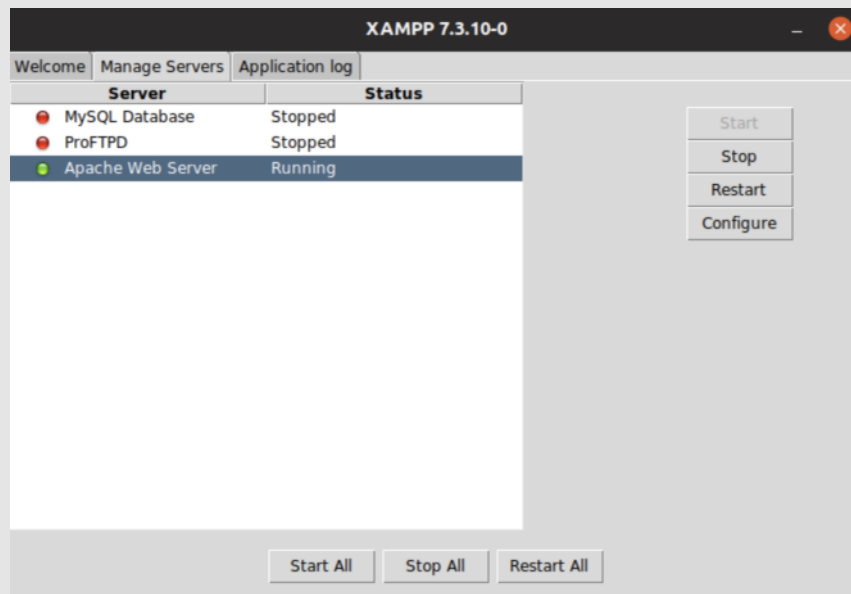 XAMPP 7.3.10-0
Welcome Manage Servers Application log
Server Status
MySQL Database Stopped
ProFTPD Stopped
Apache Web Server Running
Start
Stop
Restart
Configure
Start All Stop All Restart All